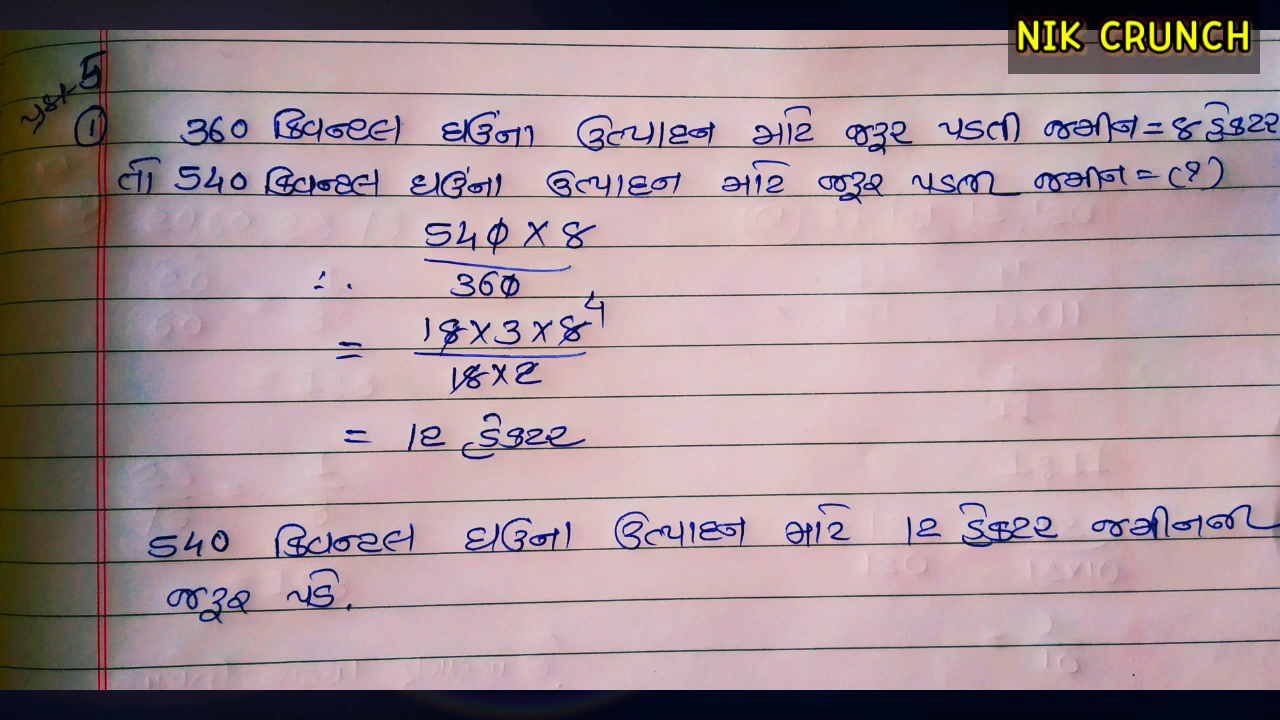 NIK CRUNCH
પ્રશ્ન-5
① 360 ક્વિન્ટલ ઘઉંના ઉત્પાદન માટે જરૂર પડતી જમીન = 8 હેક્ટર
તો 540 ક્વિન્ટલ ઘઉંના ઉત્પાદન માટે જરૂર પડતી જમીન = (?)
∴ 540 × 8
360
= 18 × 3 × 8 4
18 × 2
= 12 હેક્ટર
540 ક્વિન્ટલ ઘઉંના ઉત્પાદન માટે 12 હેક્ટર જમીનની
જરૂર પડે.